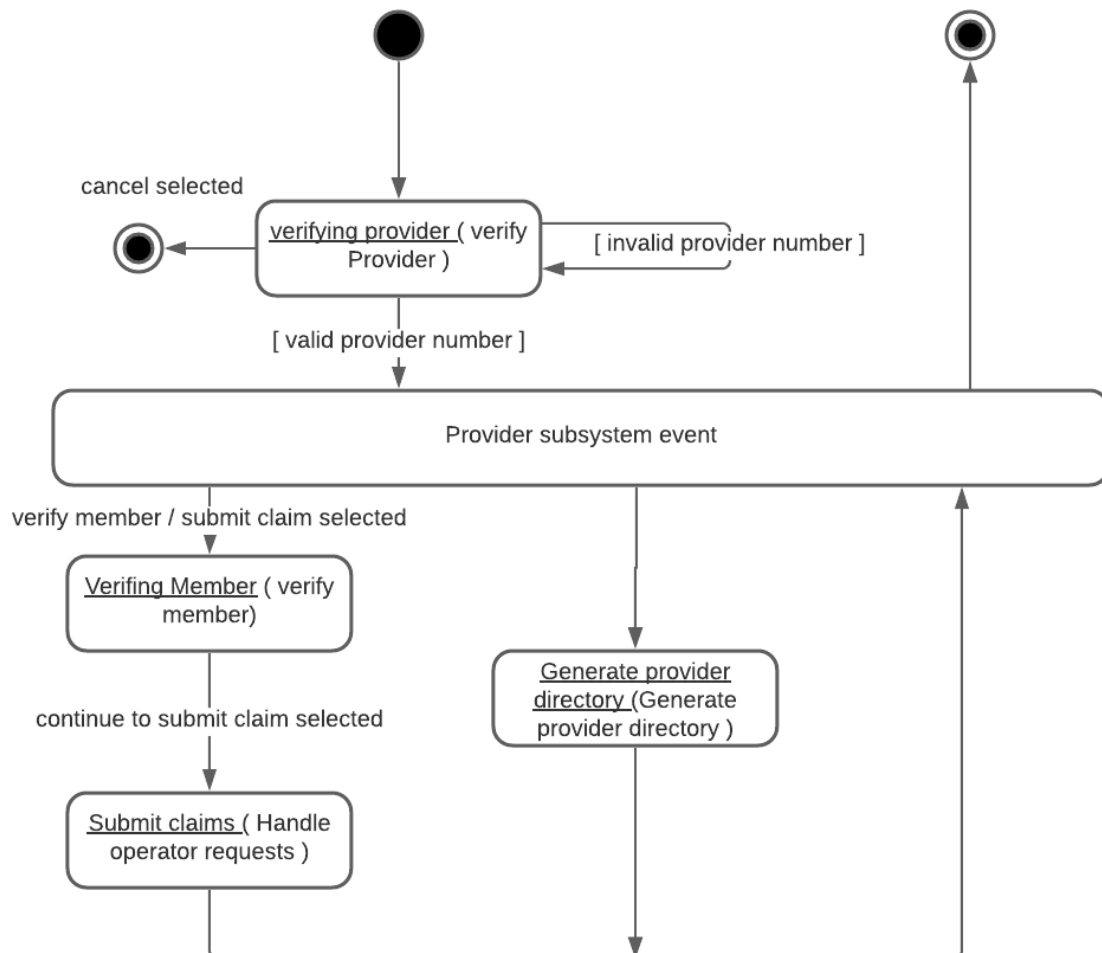 cancel selected
verifying provider ( verify
Provider )
[ invalid provider number ]
[ valid provider number ]
Provider subsystem event
verify member / submit claim selected
Verifing Member ( verify
member)
continue to submit claim selected
Generate provider
directory (Generate
provider directory )
Submit claims ( Handle
operator requests )